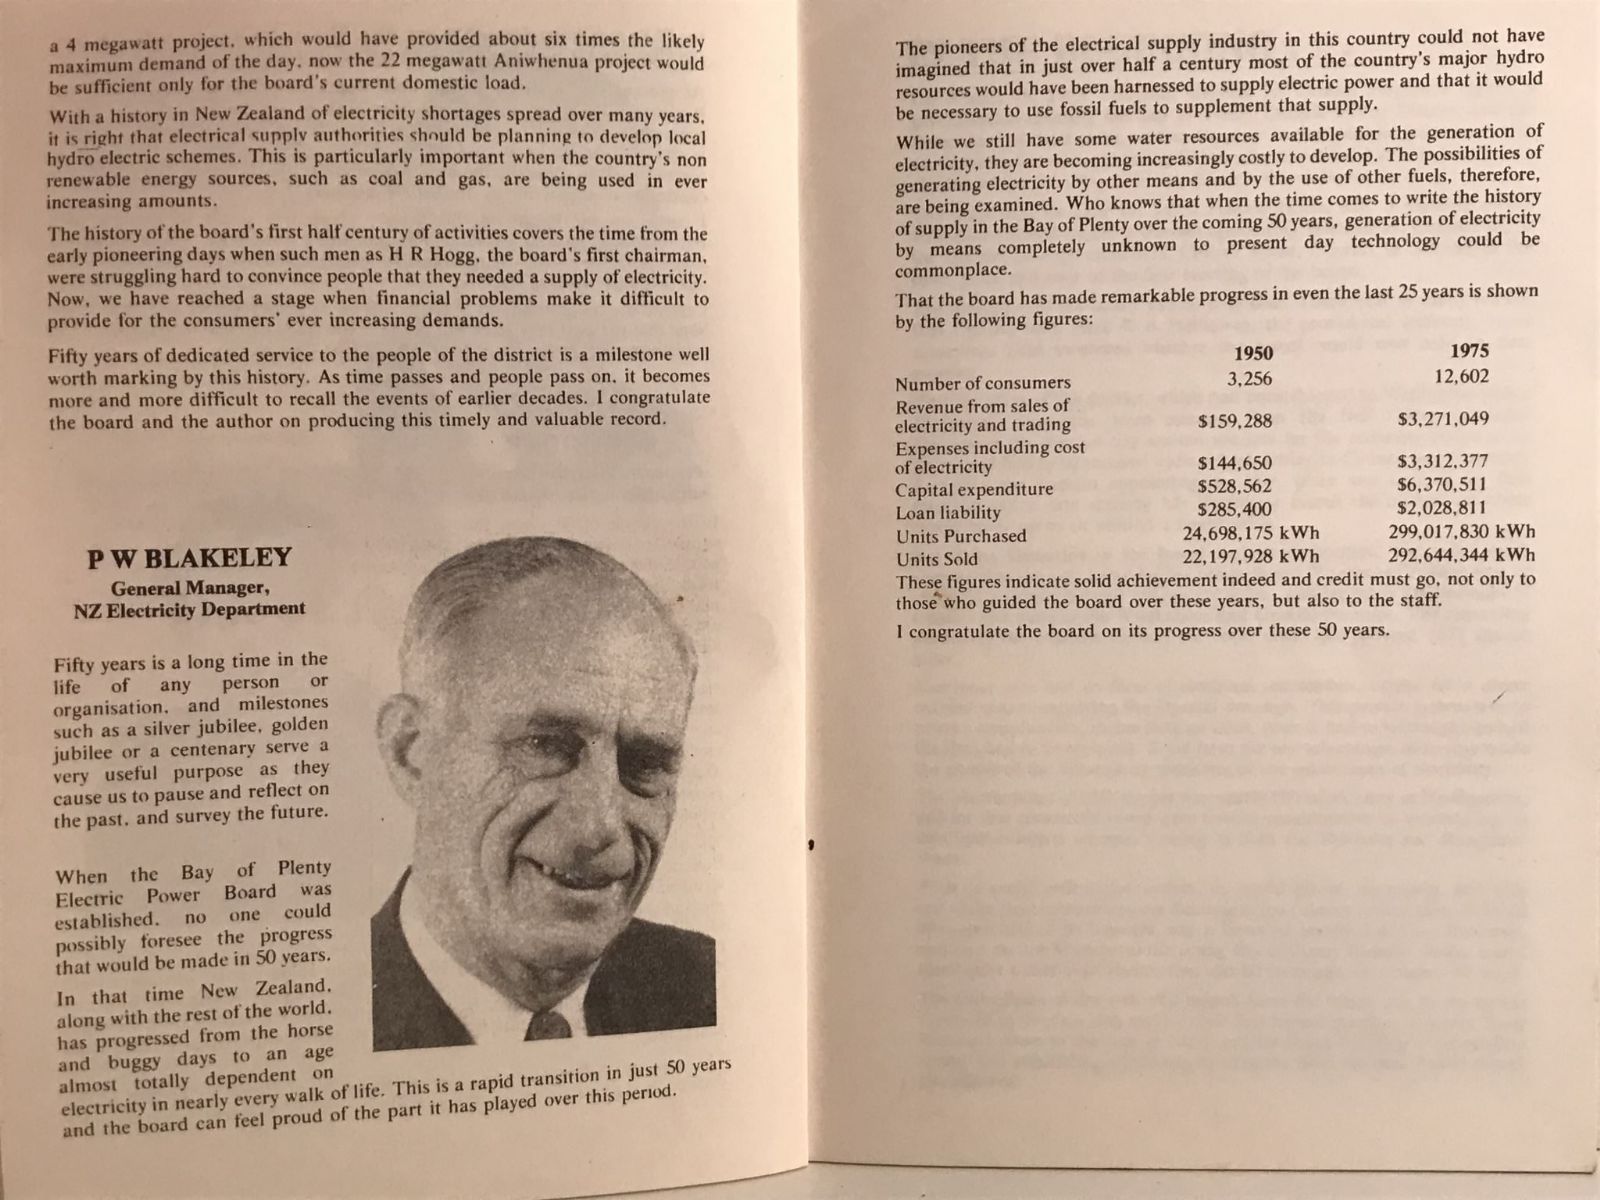 a 4 megawatt project, which would have provided about six times the likely
maximum demand of the day, now the 22 megawatt Aniwhenua project would
be sufficient only for the board's current domestic load.
With a history in New Zealand of electricity shortages spread over many years,
it is right that electrical supply authorities should be planning to develop local
hydro electric schemes. This is particularly important when the country's non
renewable energy sources, such as coal and gas, are being used in ever
increasing amounts.
The history of the board's first half century of activities covers the time from the
early pioneering days when such men as H R Hogg, the board's first chairman,
were struggling hard to convince people that they needed a supply of electricity.
Now, we have reached a stage when financial problems make it difficult to
provide for the consumers' ever increasing demands.
Fifty years of dedicated service to the people of the district is a milestone well
worth marking by this history. As time passes and people pass on, it becomes
more and more difficult to recall the events of earlier decades. I congratulate
the board and the author on producing this timely and valuable record.
P W BLAKELEY
General Manager,
NZ Electricity Department
Fifty years is a long time in the
life of any person or
organisation, and milestones
such as a silver jubilee, golden
jubilee or a centenary serve a
very useful purpose as they
cause us to pause and reflect on
the past, and survey the future.
When the Bay of Plenty
Electric Power Board was
established, no one could
possibly foresee the progress
that would be made in 50 years.
In that time New Zealand,
along with the rest of the world,
has progressed from the horse
and buggy days to an age
almost totally dependent on
electricity in nearly every walk of life. This is a rapid transition in just 50 years
and the board can feel proud of the part it has played over this period.
The pioneers of the electrical supply industry in this country could not have
imagined that in just over half a century most of the country's major hydro
resources would have been harnessed to supply electric power and that it would
be necessary to use fossil fuels to supplement that supply.
While we still have some water resources available for the generation of
electricity, they are becoming increasingly costly to develop. The possibilities of
generating electricity by other means and by the use of other fuels, therefore,
are being examined. Who knows that when the time comes to write the history
of supply in the Bay of Plenty over the coming 50 years, generation of electricity
by means completely unknown to present day technology could be
commonplace.
That the board has made remarkable progress in even the last 25 years is shown
by the following figures:
1950 1975
Number of consumers 3,256 12,602
Revenue from sales of
electricity and trading $159,288 $3,271,049
Expenses including cost
of electricity $144,650 $3,312,377
Capital expenditure $528,562 $6,370,511
Loan liability $285,400 $2,028,811
Units Purchased 24,698,175 kWh 299,017,830 kWh
Units Sold 22,197,928 kWh 292,644,344 kWh
These figures indicate solid achievement indeed and credit must go, not only to
those who guided the board over these years, but also to the staff.
I congratulate the board on its progress over these 50 years.